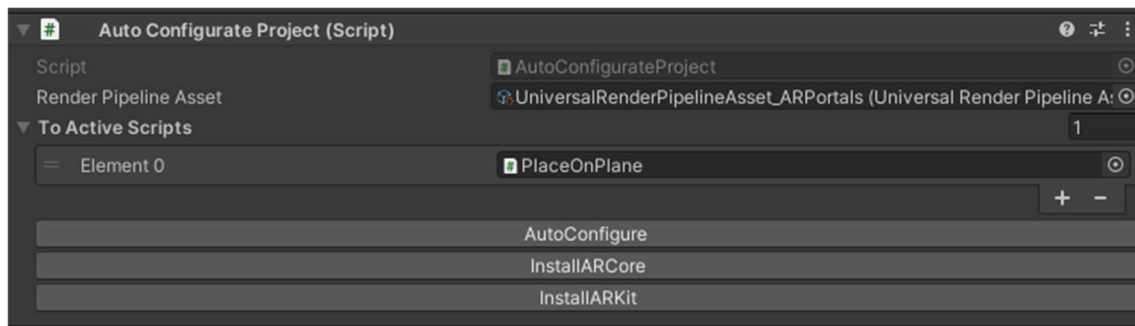 Auto Configurate Project (Script)
Script AutoConfigurateProject
Render Pipeline Asset UniversalRenderPipelineAsset_ARPortals (Universal Render Pipeline A
To Active Scripts 1
Element 0 PlaceOnPlane
+ -
AutoConfigure
InstallARCore
InstallARKit